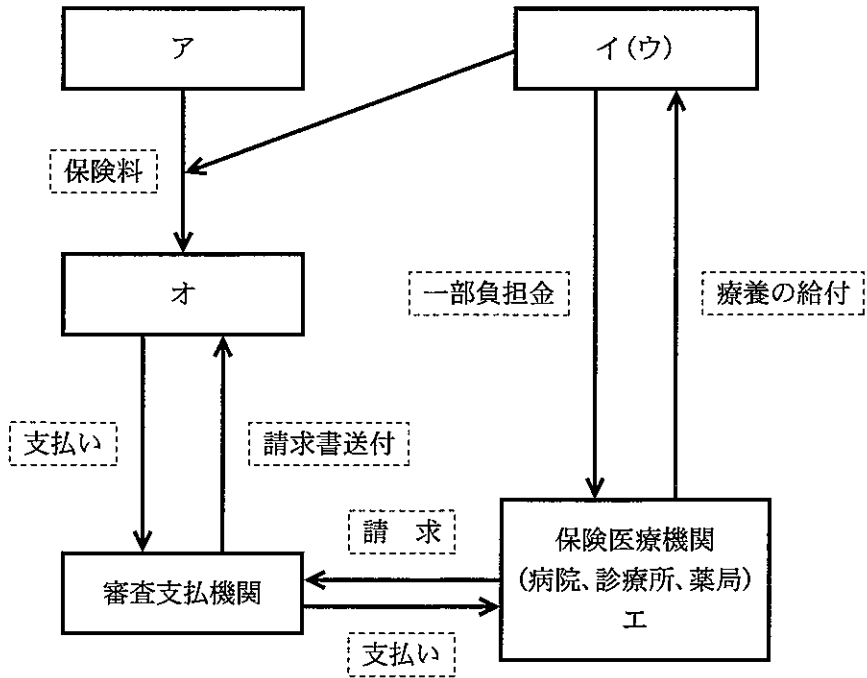 ア
イ(ウ)
保険料
オ
一部負担金
療養の給付
支払い
請求書送付
請　求
保険医療機関
(病院、診療所、薬局)
エ
審査支払機関
支払い